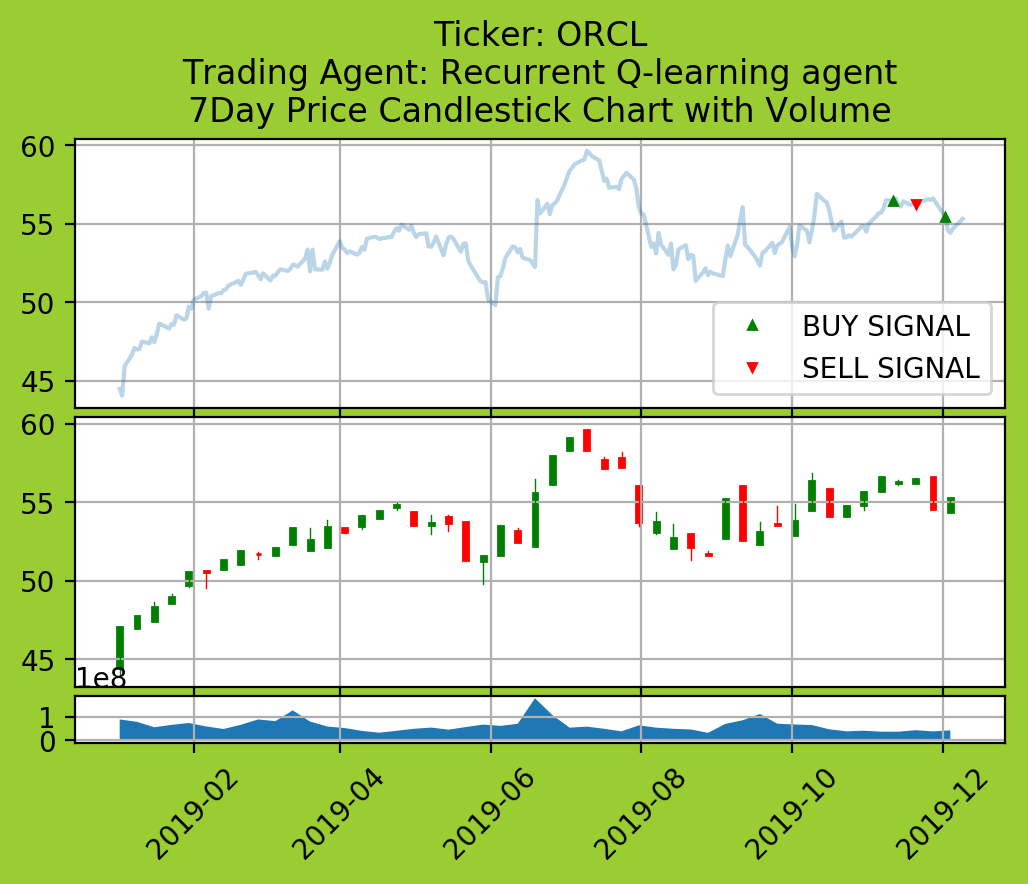 Ticker: ORCL
Trading Agent: Recurrent Q-learning agent
7Day Price Candlestick Chart with Volume
60
55
50
45
BUY SIGNAL
SELL SIGNAL
60
55
50
45
1e8
1
0
2019-02
2019-04
2019-06
2019-08
2019-10
2019-12